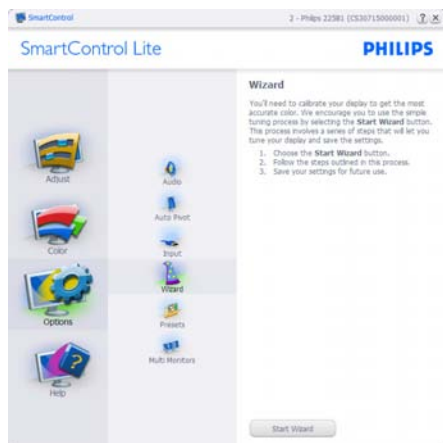 SmartControl
2 - Philips 225B1 (CS30715000001)
? X
SmartControl Lite
PHILIPS
Adjust
Color
Options
Help
Audio
Auto Pivot
Input
Wizard
Presets
Multi Monitors
Wizard
You'll need to calibrate your display to get the most
accurate color. We encourage you to use the simple
tuning process by selecting the Start Wizard button.
This process involves a series of steps that will let you
tune your display and save the settings.
1. Choose the Start Wizard button.
2. Follow the steps outlined in this process.
3. Save your settings for future use.
Start Wizard